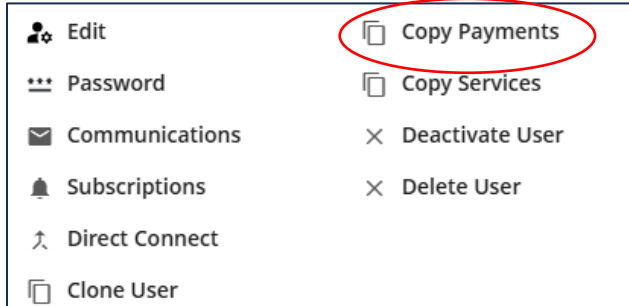 Edit
Password
Communications
Subscriptions
Direct Connect
Clone User
Copy Payments
Copy Services
Deactivate User
Delete User